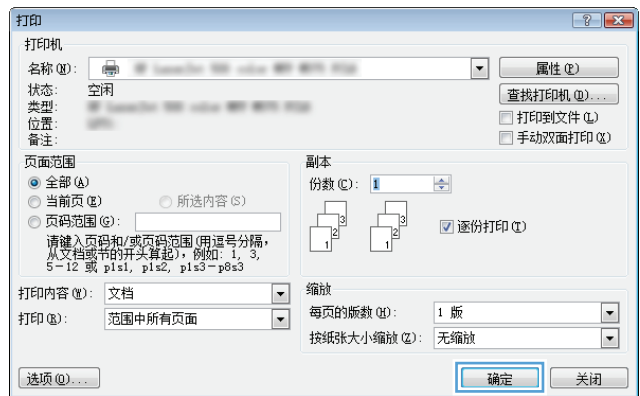 打印
打印机
名称(N):
属性(P)
状态: 空闲
查找打印机(D)...
类型:
位置:
打印到文件(L)
备注:
手动双面打印(X)
页面范围
全部(A)
当前页(E) 所选内容(S)
页码范围(G):
请键入页码和/或页码范围(用逗号分隔,
从文档或节的开头算起), 例如: 1, 3,
5-12 或 p1s1, p1s2, p1s3-p8s3
副本
份数(C): 1
1 2 3
1 2 3
逐份打印(T)
打印内容(W): 文档
打印(R): 范围中所有页面
缩放
每页的版数(H): 1 版
按纸张大小缩放(Z): 无缩放
选项(O)...
确定
关闭